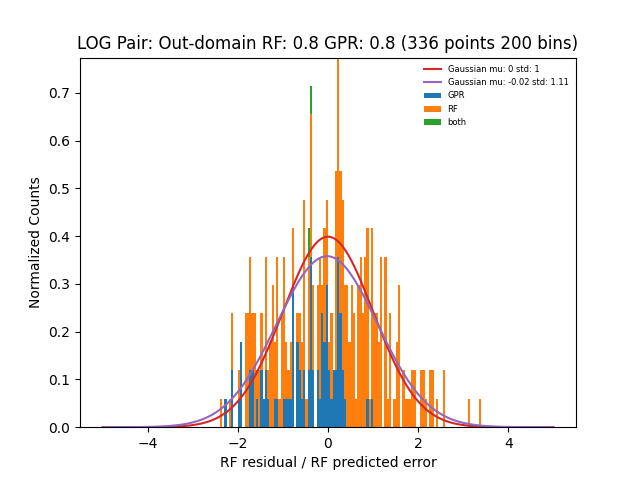 LOG Pair: Out-domain RF: 0.8 GPR: 0.8 (336 points 200 bins)
Gaussian mu: 0 std: 1
Gaussian mu: -0.02 std: 1.11
GPR
RF
both
Normalized Counts
0.7
0.6
0.5
0.4
0.3
0.2
0.1
0.0
−4 −2 0 2 4
RF residual / RF predicted error